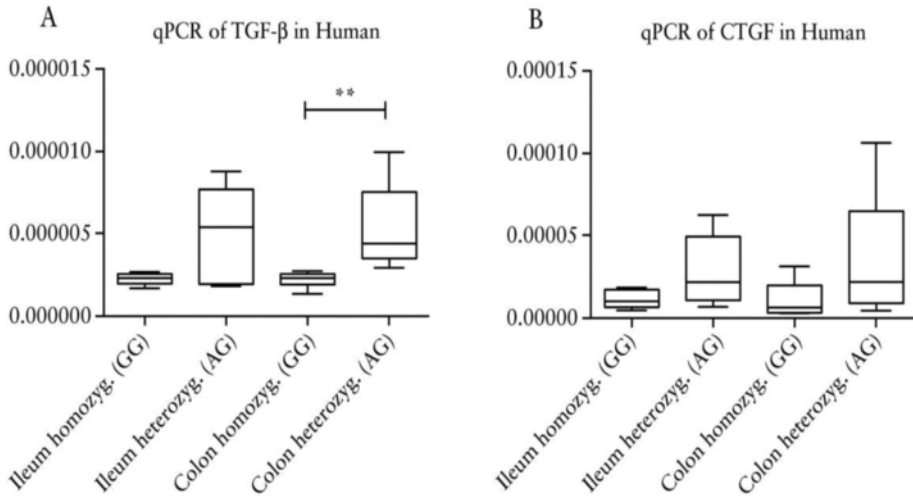 A
qPCR of TGF-β in Human
0.000015
0.000010
0.000005
0.000000
**
Ileum homozyg. (GG)
Ileum heterozyg. (AG)
Colon homozyg. (GG)
Colon heterozyg. (AG)
B
qPCR of CTGF in Human
0.00015
0.00010
0.00005
0.00000
Ileum homozyg. (GG)
Ileum heterozyg. (AG)
Colon homozyg. (GG)
Colon heterozyg. (AG)